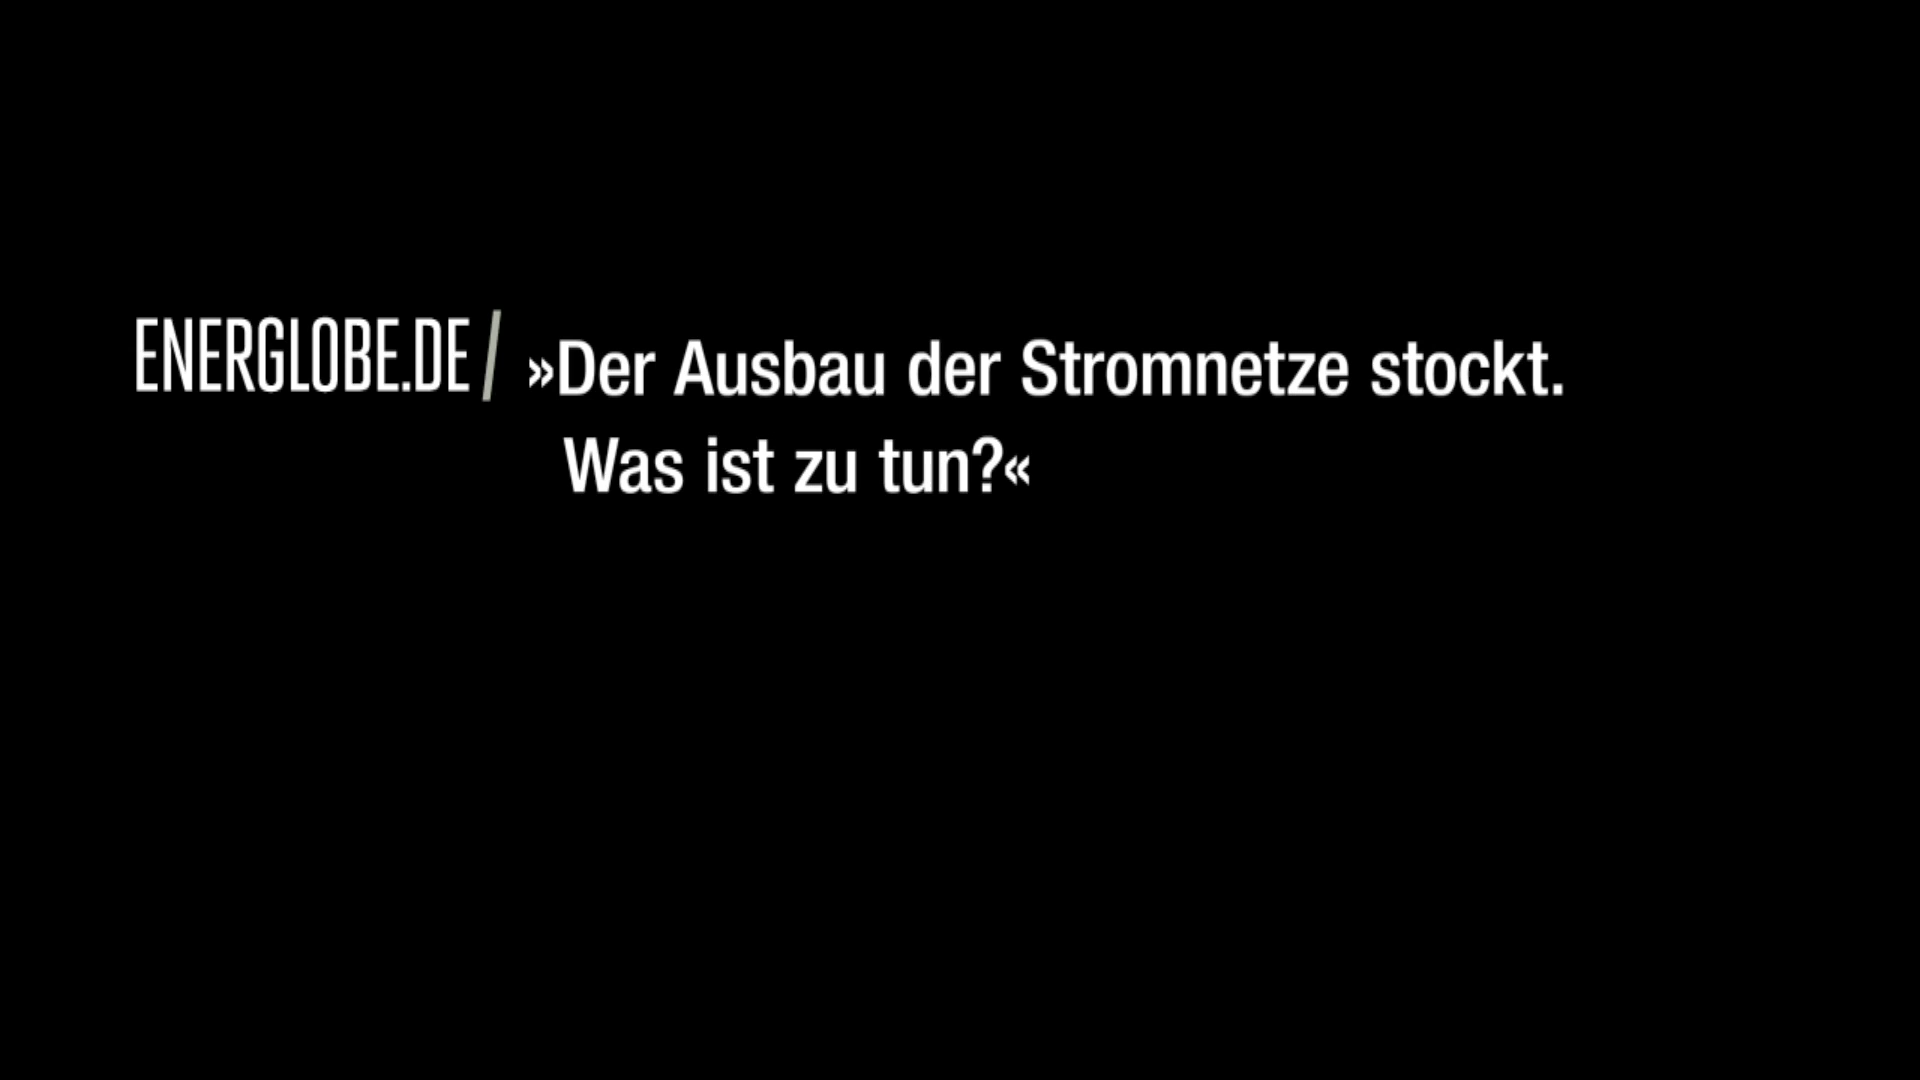 ENERGLOBE.DE / »Der Ausbau der Stromnetze stockt.
Was ist zu tun?«